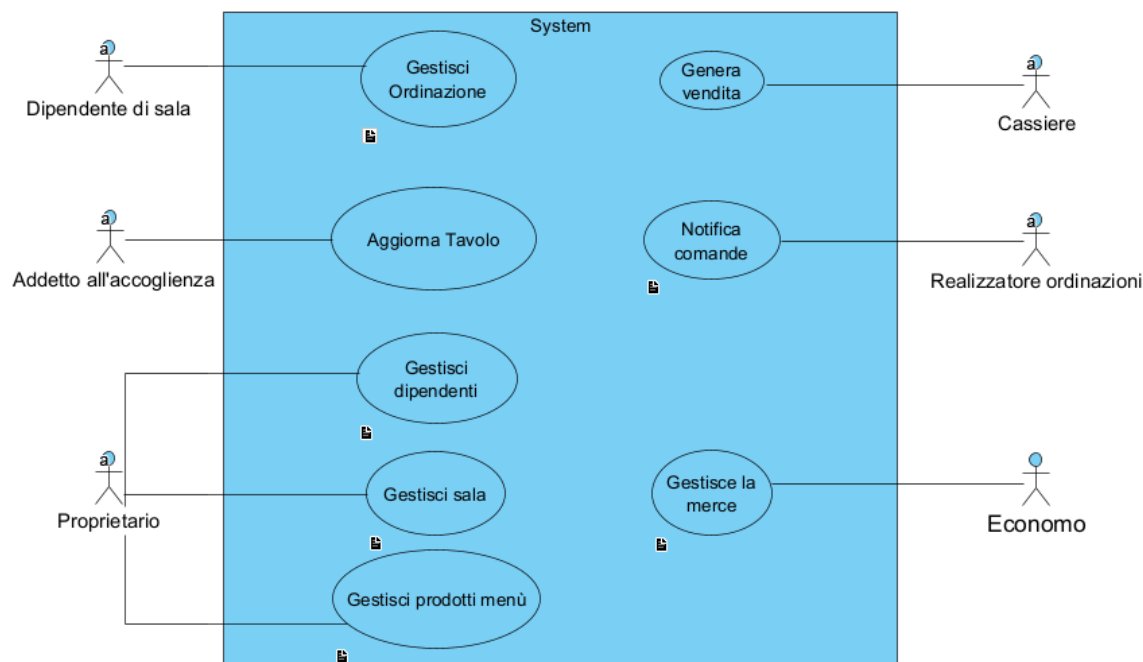 System
a
Dipendente di sala
Gestisci
Ordinazione
Genera
vendita
a
Cassiere
a
Addetto all'accoglienza
Aggiorna Tavolo
Notifica
comande
a
Realizzatore ordinazioni
Gestisci
dipendenti
a
Proprietario
Gestisci sala
Gestisce la
merce
Economo
Gestisci prodotti menù